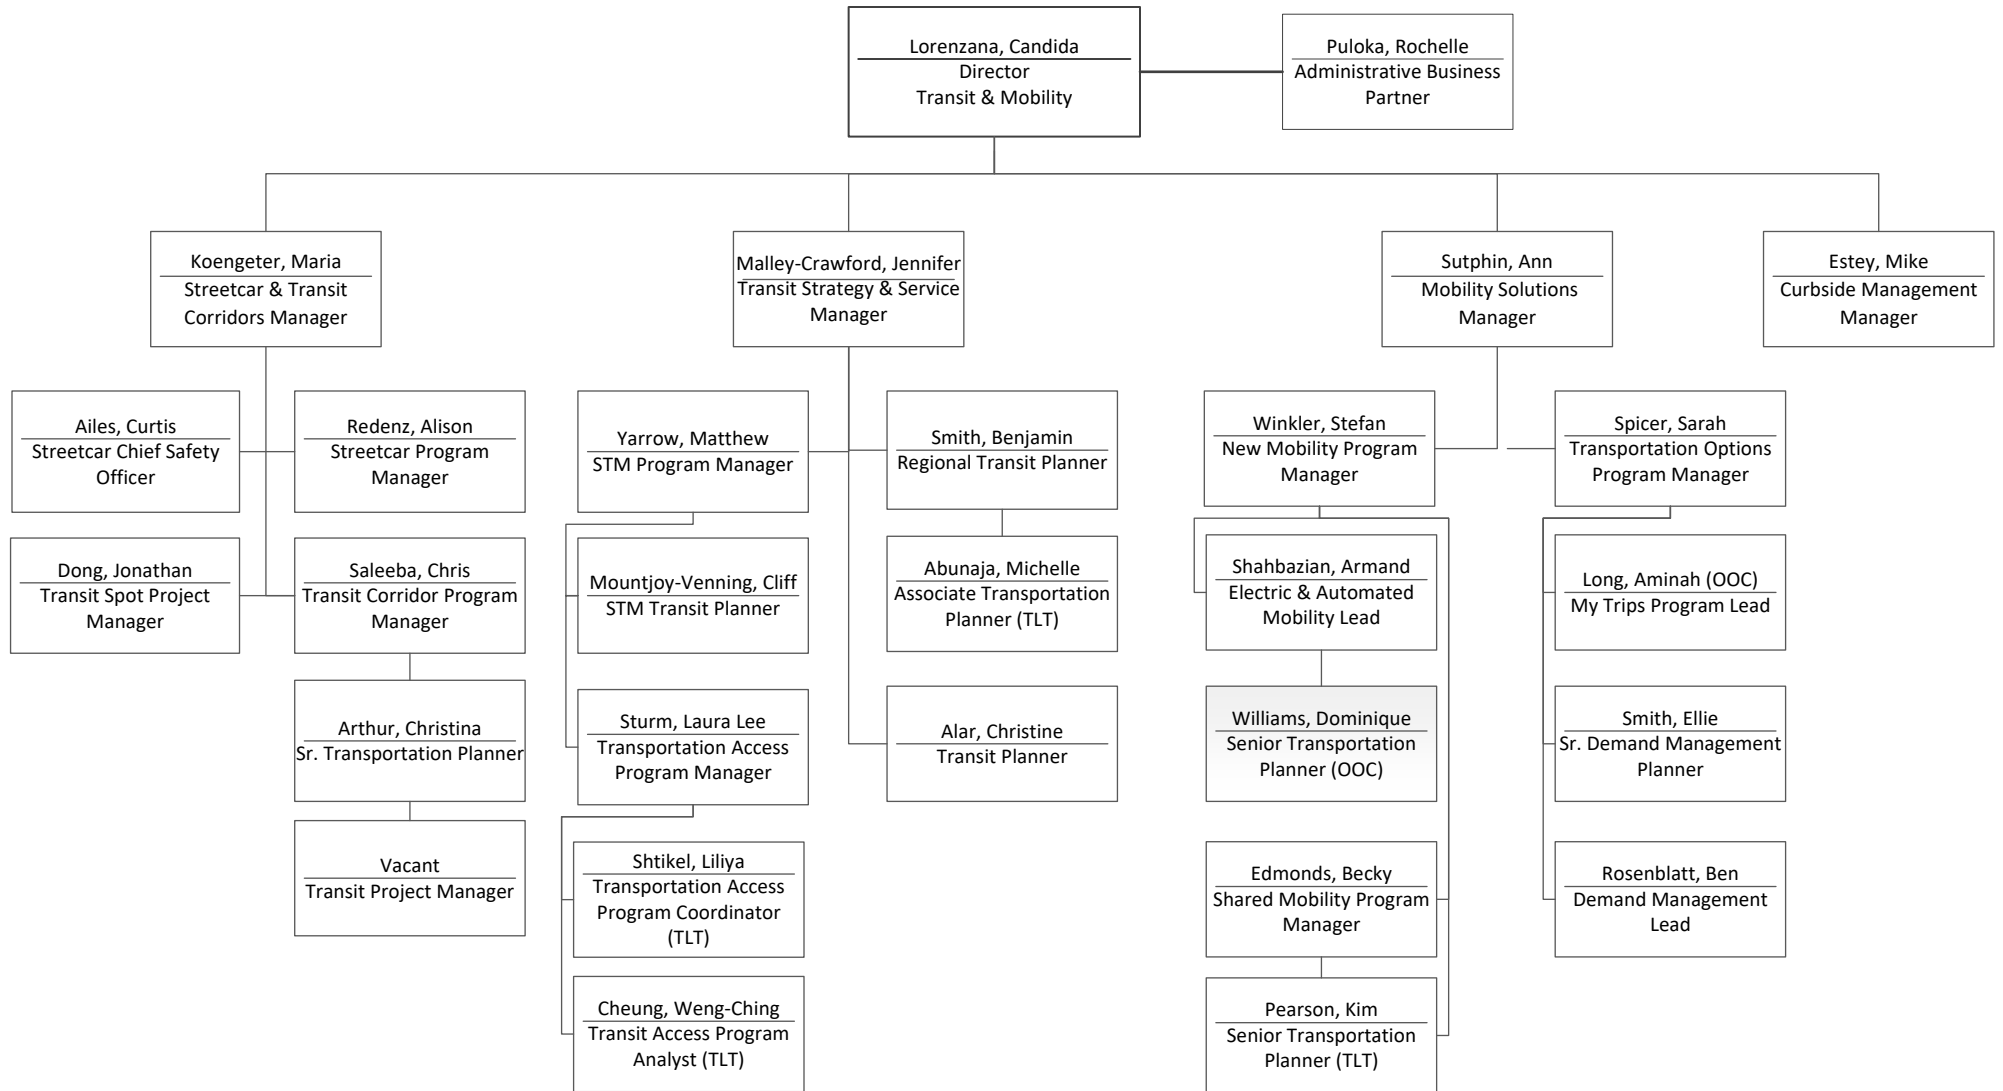 Lorenzana, Candida
Director
Transit & Mobility
Puloka, Rochelle
Administrative Business
Partner
Koengeter, Maria
Streetcar & Transit
Corridors Manager
Malley-Crawford, Jennifer
Transit Strategy & Service
Manager
Sutphin, Ann
Mobility Solutions
Manager
Estey, Mike
Curbside Management
Manager
Ailes, Curtis
Streetcar Chief Safety
Officer
Redenz, Alison
Streetcar Program
Manager
Yarrow, Matthew
STM Program Manager
Smith, Benjamin
Regional Transit Planner
Winkler, Stefan
New Mobility Program
Manager
Spicer, Sarah
Transportation Options
Program Manager
Dong, Jonathan
Transit Spot Project
Manager
Saleeba, Chris
Transit Corridor Program
Manager
Mountjoy-Venning, Cliff
STM Transit Planner
Abunaja, Michelle
Associate Transportation
Planner (TLT)
Shahbazian, Armand
Electric & Automated
Mobility Lead
Long, Aminah (OOC)
My Trips Program Lead
Arthur, Christina
Sr. Transportation Planner
Sturm, Laura Lee
Transportation Access
Program Manager
Alar, Christine
Transit Planner
Williams, Dominique
Senior Transportation
Planner (OOC)
Smith, Ellie
Sr. Demand Management
Planner
Vacant
Transit Project Manager
Shtikel, Liliya
Transportation Access
Program Coordinator
(TLT)
Edmonds, Becky
Shared Mobility Program
Manager
Rosenblatt, Ben
Demand Management
Lead
Cheung, Weng-Ching
Transit Access Program
Analyst (TLT)
Pearson, Kim
Senior Transportation
Planner (TLT)